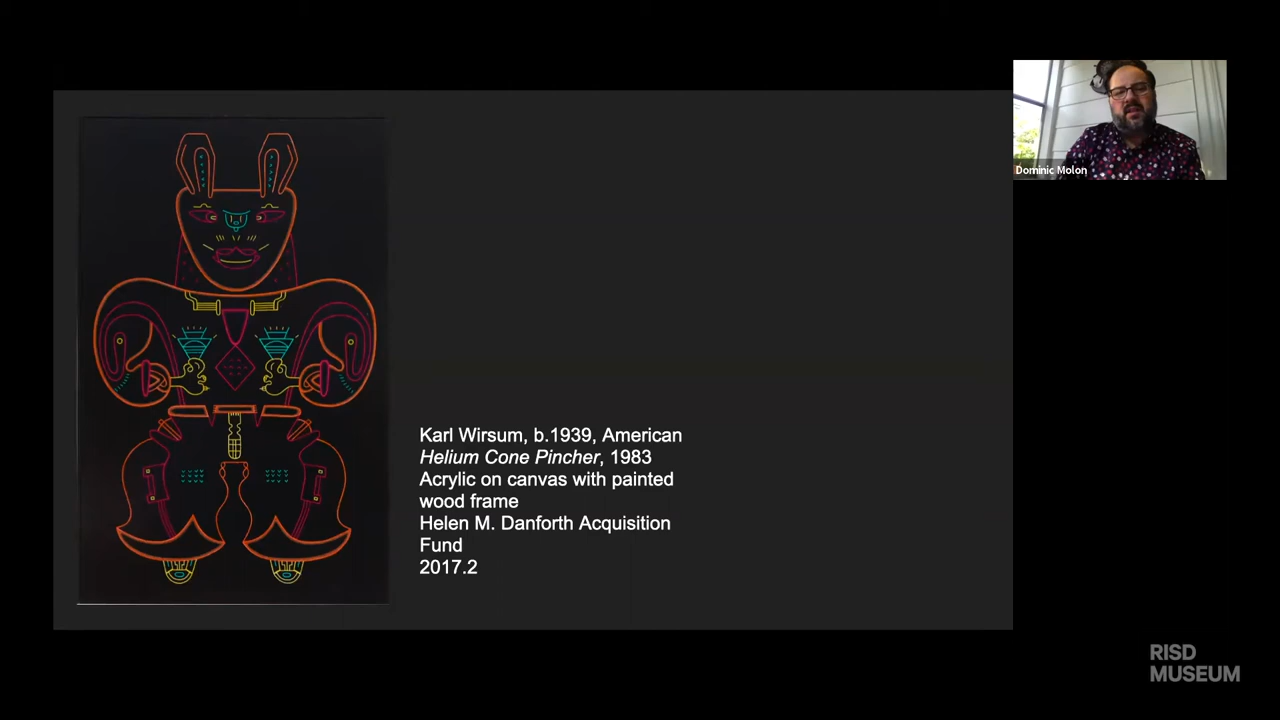 Dominic Molon
Karl Wirsum, b.1939, American
Helium Cone Pincher, 1983
Acrylic on canvas with painted
wood frame
Helen M. Danforth Acquisition
Fund
2017.2
RISD
MUSEUM